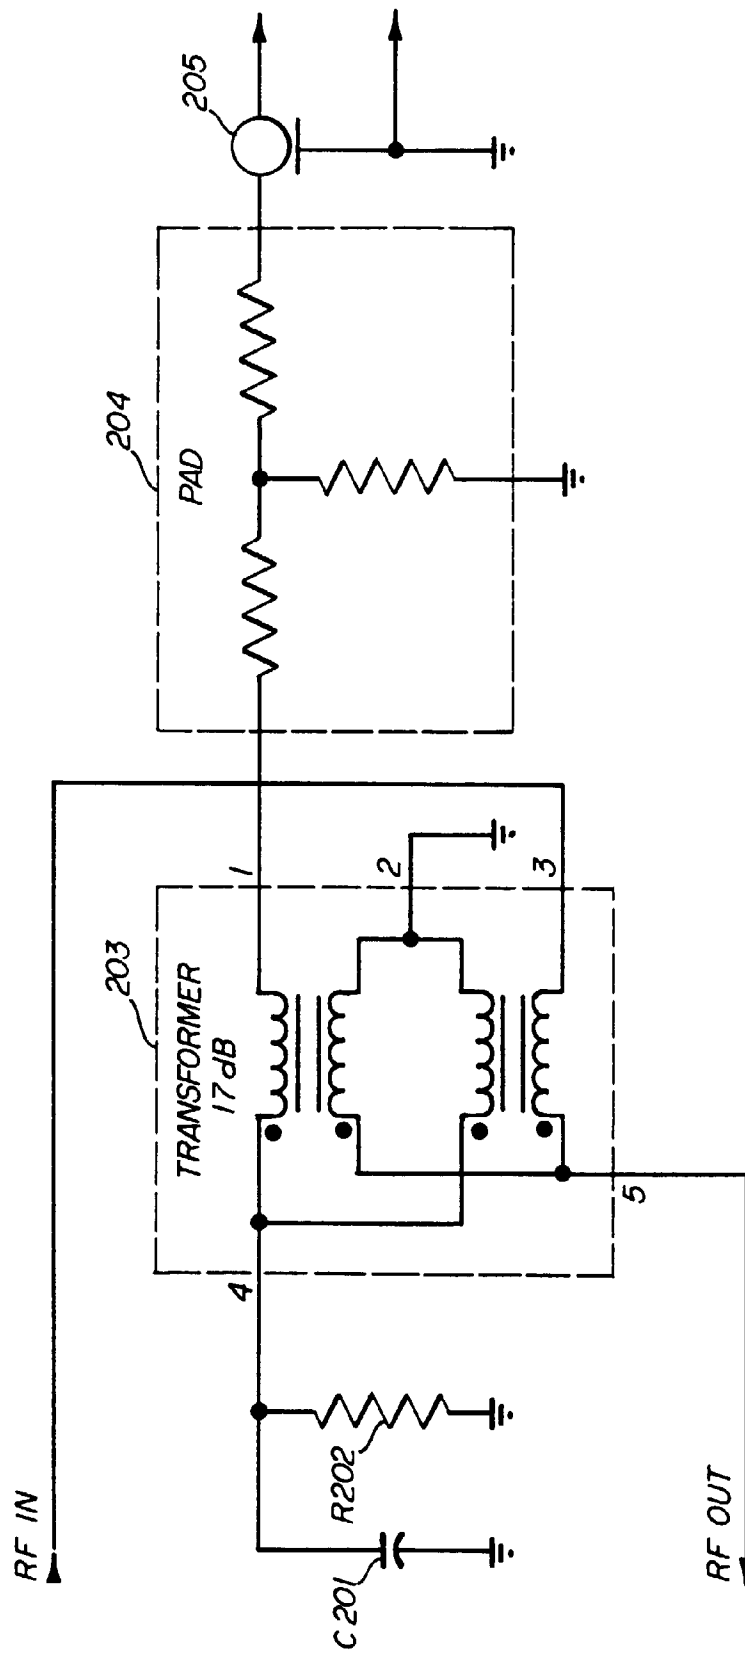 RF IN
RF OUT
C201
R202
4
5
203
TRANSFORMER
17dB
1
2
3
204
PAD
205